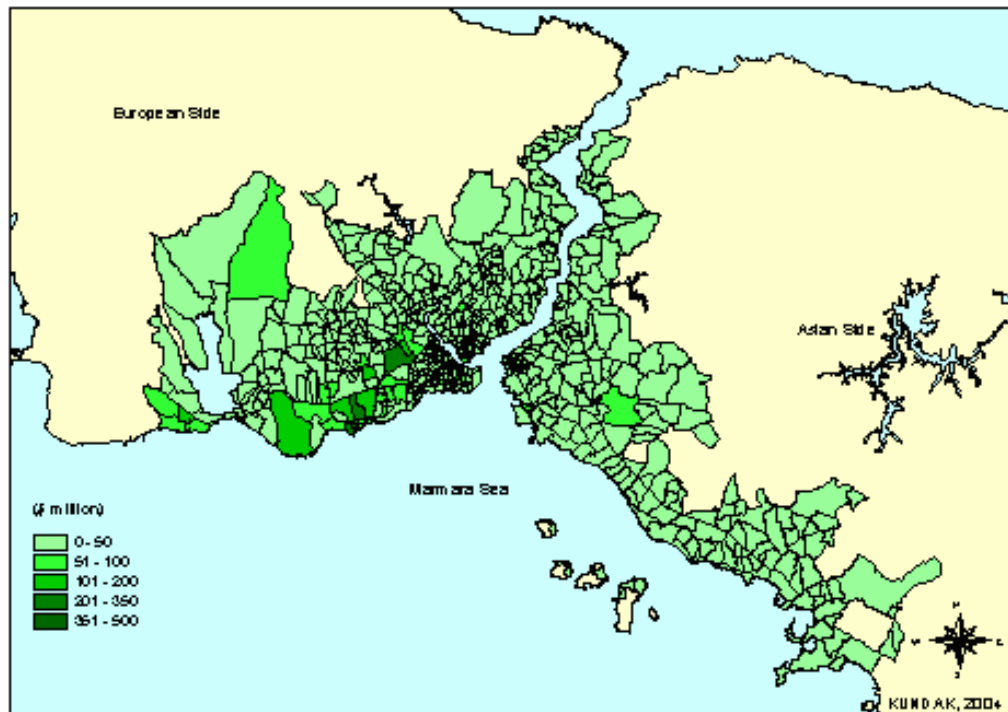 European Side
Asian Side
Marmara Sea
($ million)
0 - 50
51 - 100
101 - 200
201 - 350
351 - 500
N
W
E
S
KUNDAK, 2004